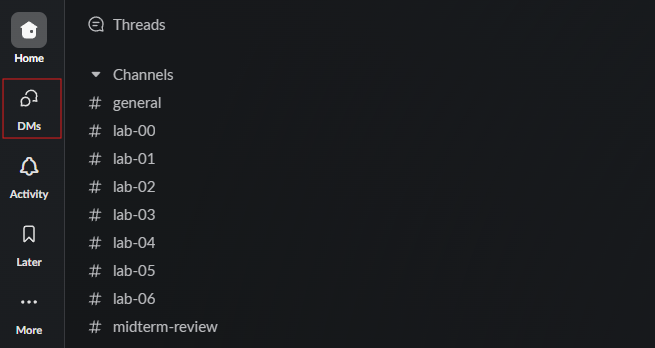 Home
DMs
Activity
Later
More
Threads
Channels
# general
# lab-00
# lab-01
# lab-02
# lab-03
# lab-04
# lab-05
# lab-06
# midterm-review